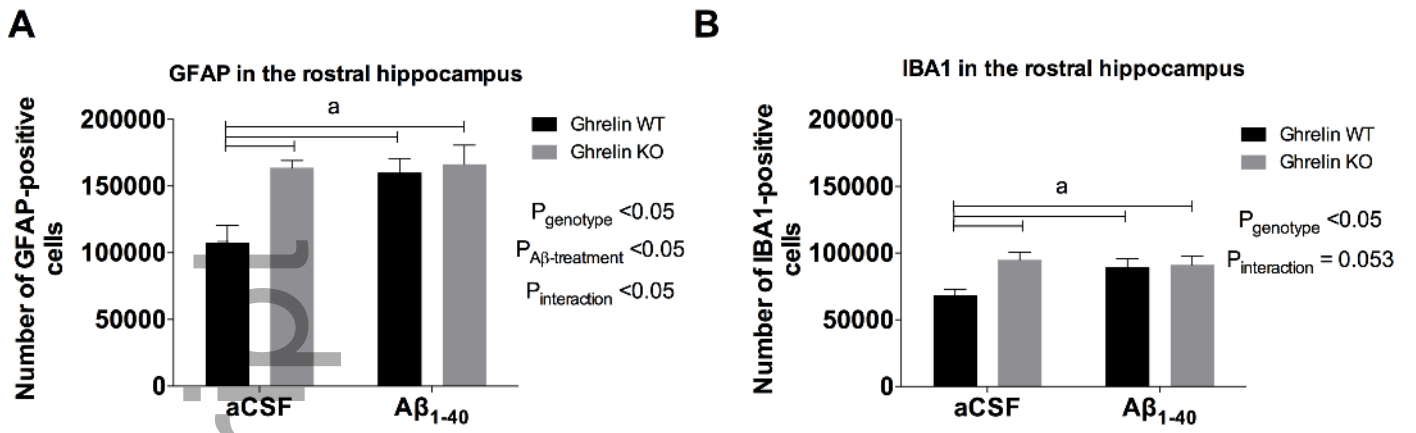 A
GFAP in the rostral hippocampus
Number of GFAP-positive
cells
200000
150000
100000
50000
0
a
aCSF
Aβ1-40
Ghrelin WT
Ghrelin KO
Pgenotype <0.05
PAβ-treatment <0.05
Pinteraction <0.05
B
IBA1 in the rostral hippocampus
Number of IBA1-positive
cells
200000
150000
100000
50000
0
a
aCSF
Aβ1-40
Ghrelin WT
Ghrelin KO
Pgenotype <0.05
Pinteraction = 0.053